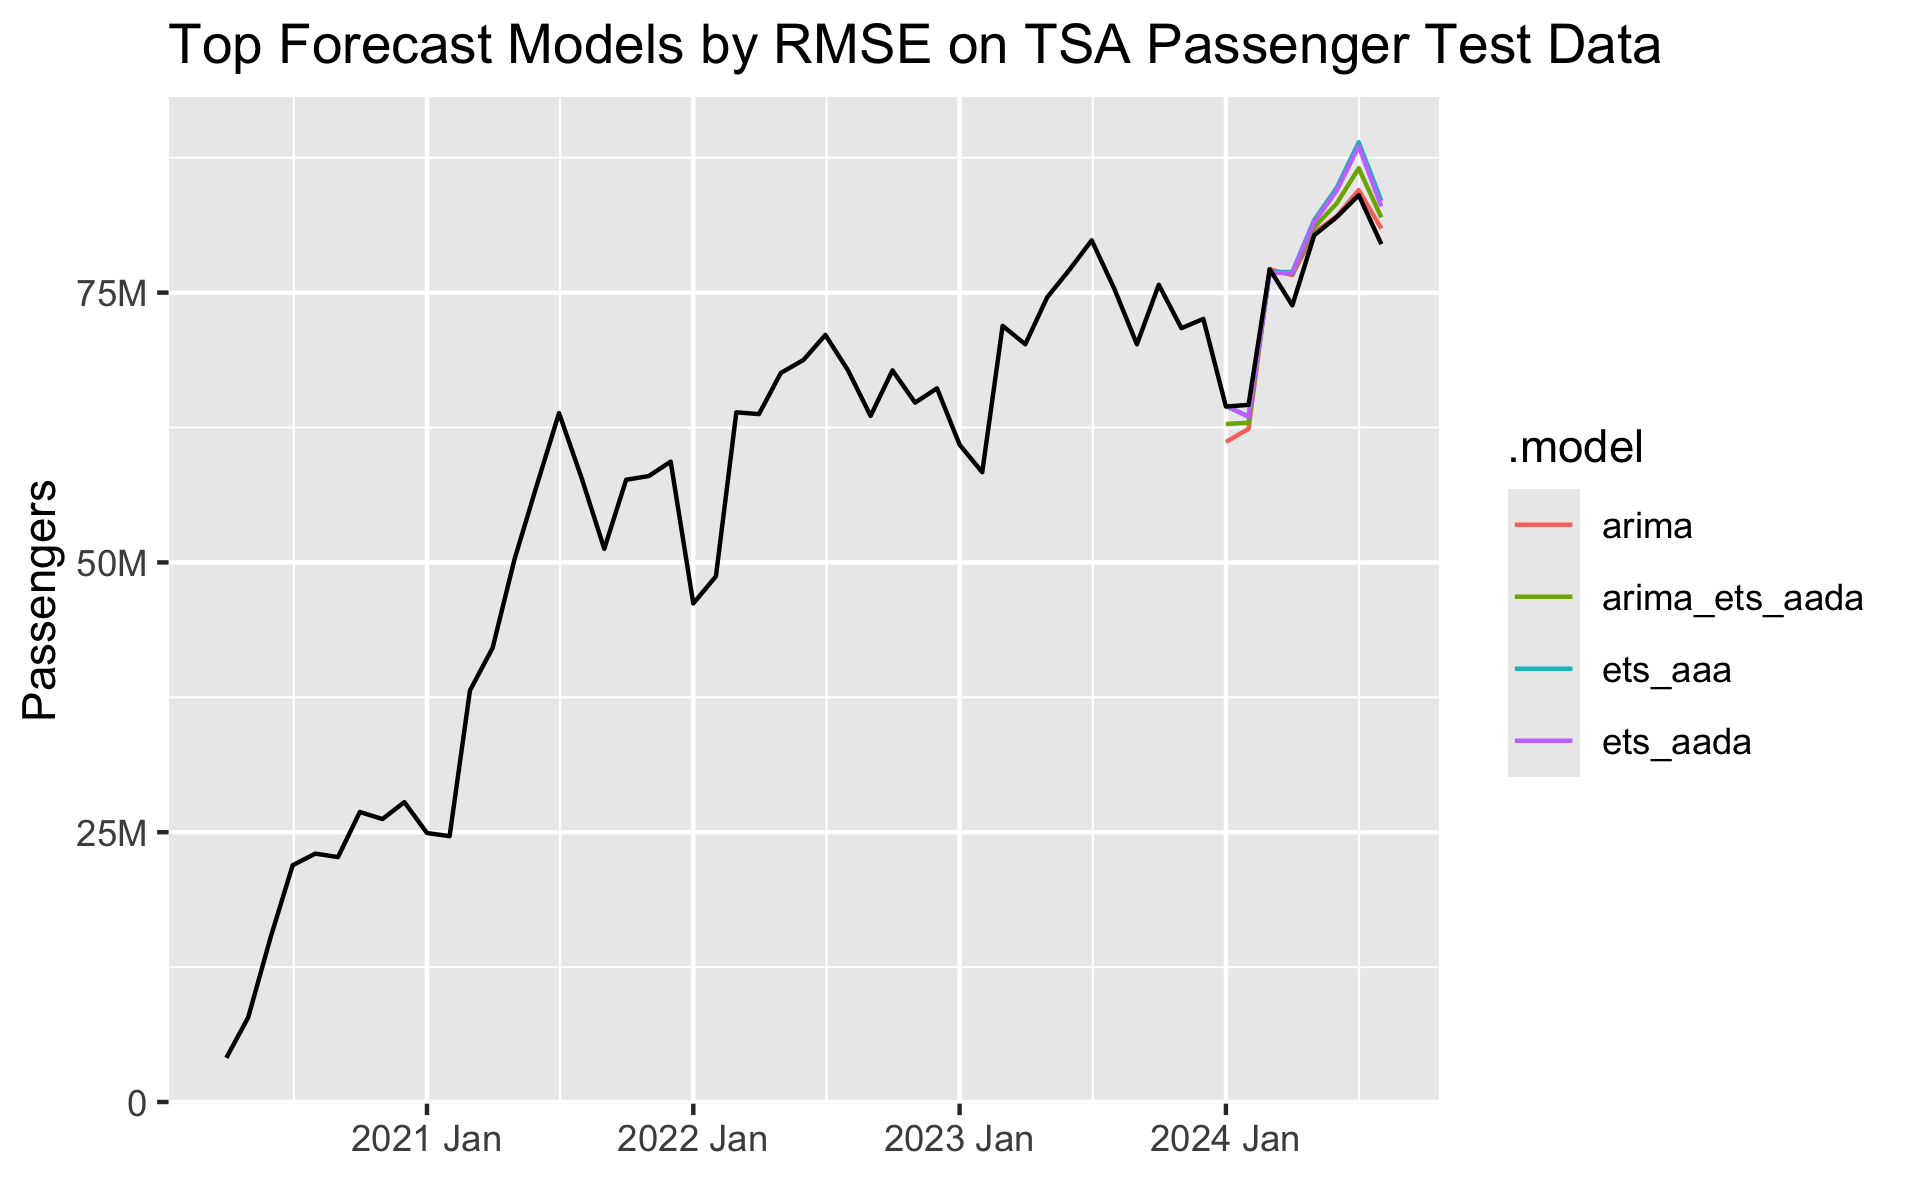 Top Forecast Models by RMSE on TSA Passenger Test Data
Passengers
75M
50M
25M
0
2021 Jan
2022 Jan
2023 Jan
2024 Jan
.model
arima
arima_ets_aada
ets_aaa
ets_aada